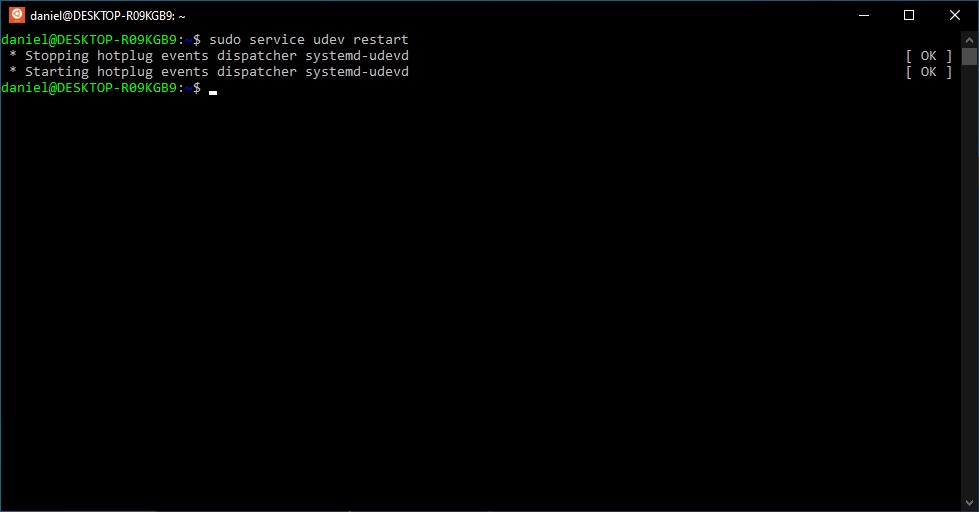 daniel@DESKTOP-R09KGB9: ~
daniel@DESKTOP-R09KGB9:~$ sudo service udev restart
 * Stopping hotplug events dispatcher systemd-udevd [ OK ]
 * Starting hotplug events dispatcher systemd-udevd [ OK ]
daniel@DESKTOP-R09KGB9:~$